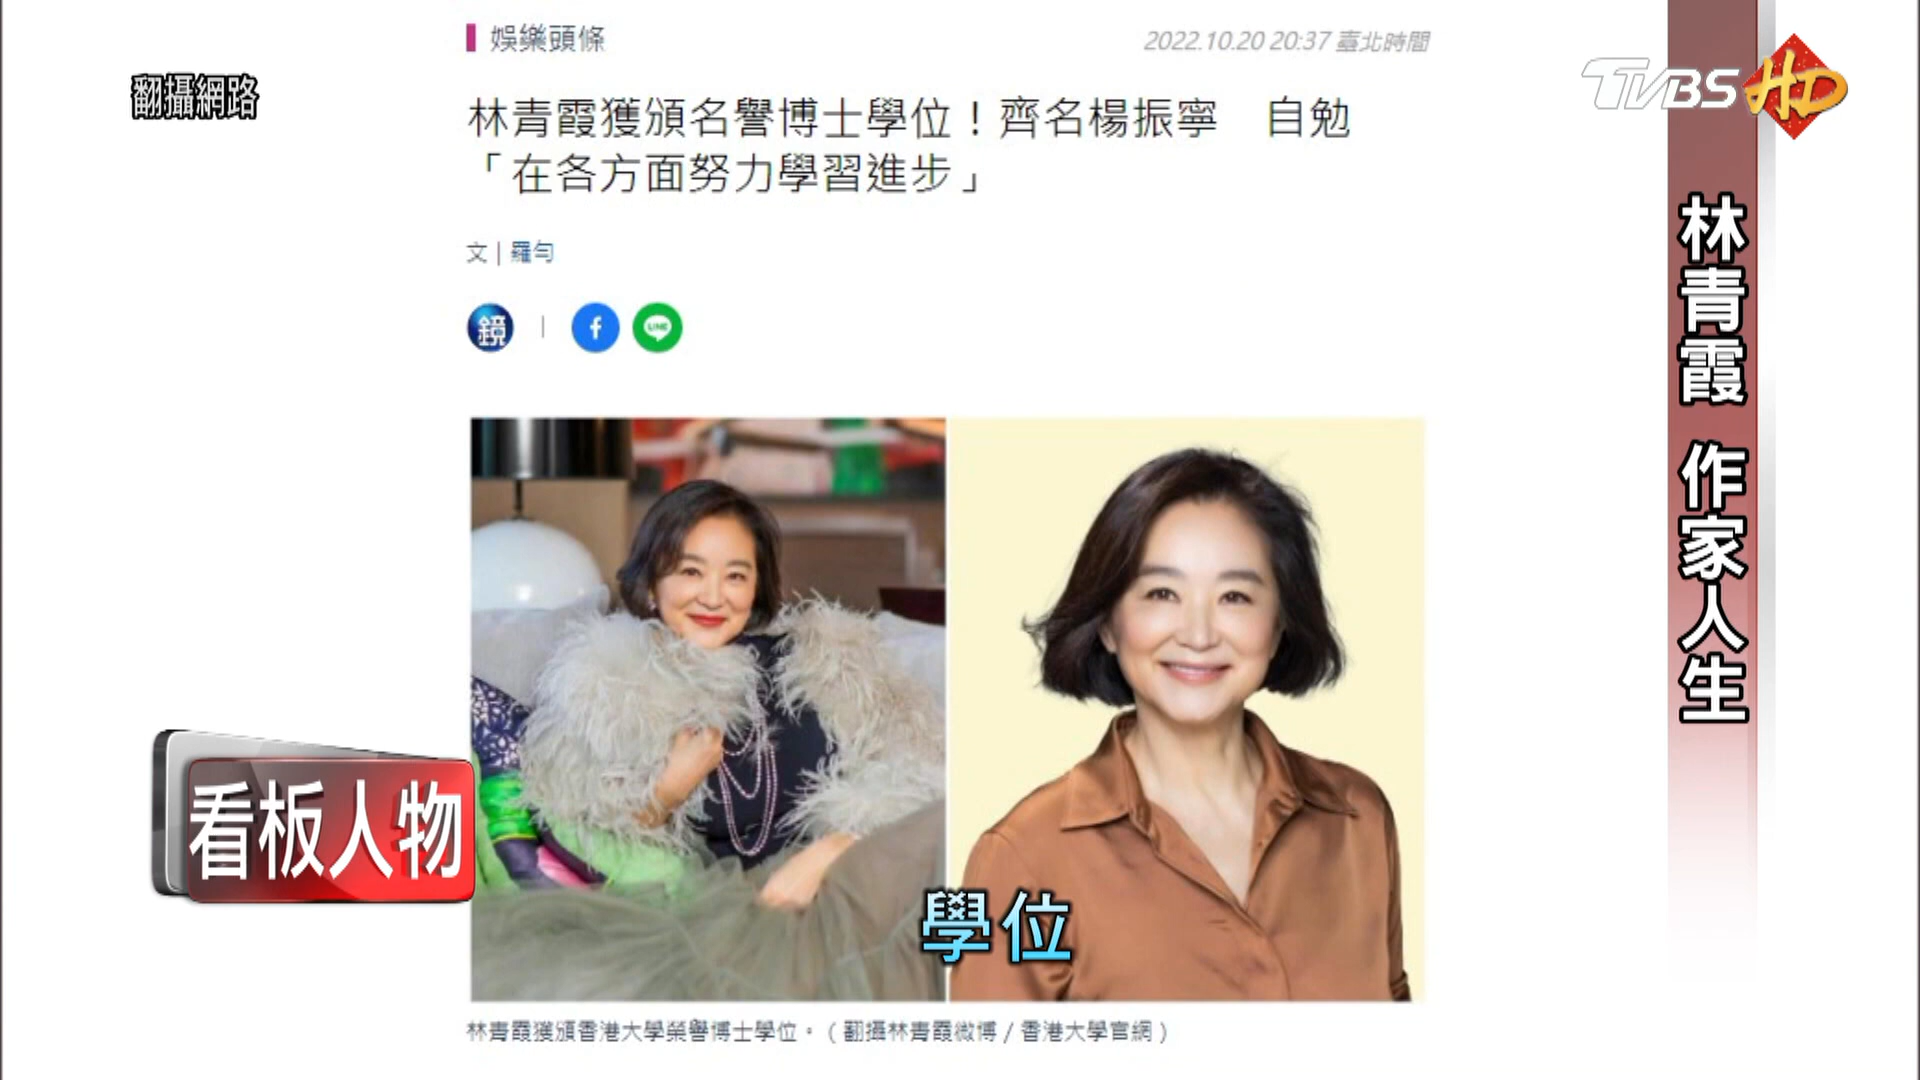 娛樂頭條
2022.10.20 20:37 臺北時間
翻攝網路
TVBS HD
林青霞獲頒名譽博士學位！齊名楊振寧 自勉
「在各方面努力學習進步」
文｜羅勻
鏡
LINE
林青霞 作家人生
看板人物
學位
林青霞獲頒香港大學榮譽博士學位。（翻攝林青霞微博／香港大學官網）